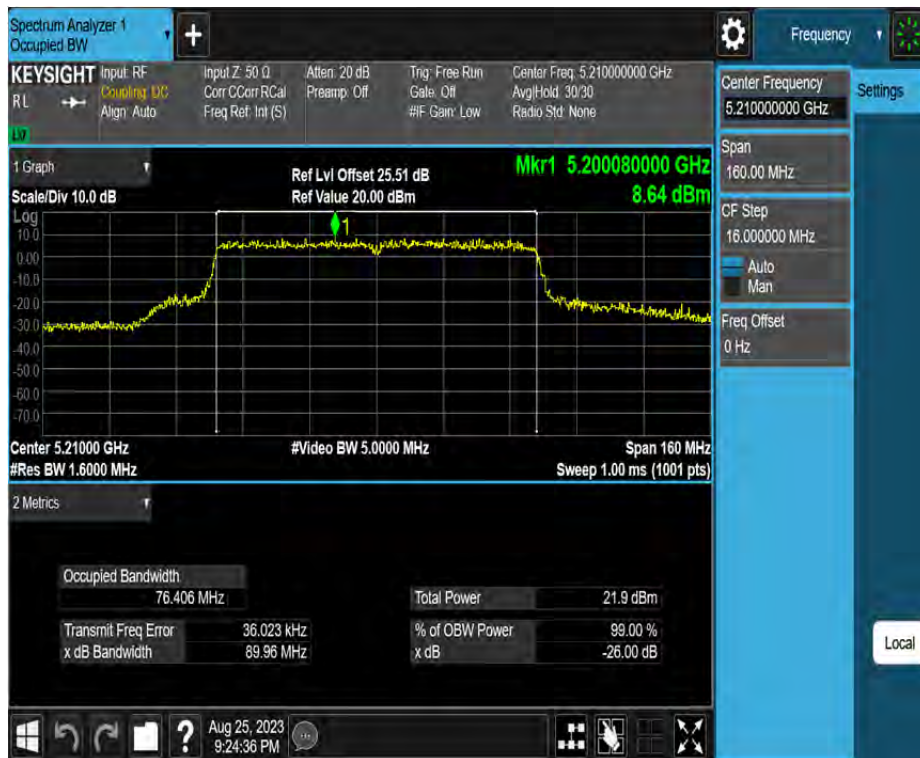 Spectrum Analyzer 1
Occupied BW
Frequency
KEYSIGHT Input: RF Input Z: 50 Ω Atten: 20 dB Trig: Free Run Center Freq: 5.210000000 GHz
RL Coupling: DC Corr CCorr RCal Preamp: Off Gate: Off Avg|Hold: 30/30
Align: Auto Freq Ref: Int (S) #IF Gain: Low Radio Std: None
Center Frequency
5.210000000 GHz
Settings
Span
160.00 MHz
CF Step
16.000000 MHz
Auto
Man
Freq Offset
0 Hz
Local
1 Graph
Ref Lvl Offset 25.51 dB
Mkr1 5.200080000 GHz
Scale/Div 10.0 dB
Ref Value 20.00 dBm
8.64 dBm
Log
1
10.0
0.00
-10.0
-20.0
-30.0
-40.0
-50.0
-60.0
-70.0
Center 5.21000 GHz #Video BW 5.0000 MHz Span 160 MHz
#Res BW 1.6000 MHz Sweep 1.00 ms (1001 pts)
2 Metrics
Occupied Bandwidth
76.406 MHz
Total Power 21.9 dBm
Transmit Freq Error 36.023 kHz % of OBW Power 99.00 %
x dB Bandwidth 89.96 MHz x dB -26.00 dB
Aug 25, 2023
9:24:36 PM